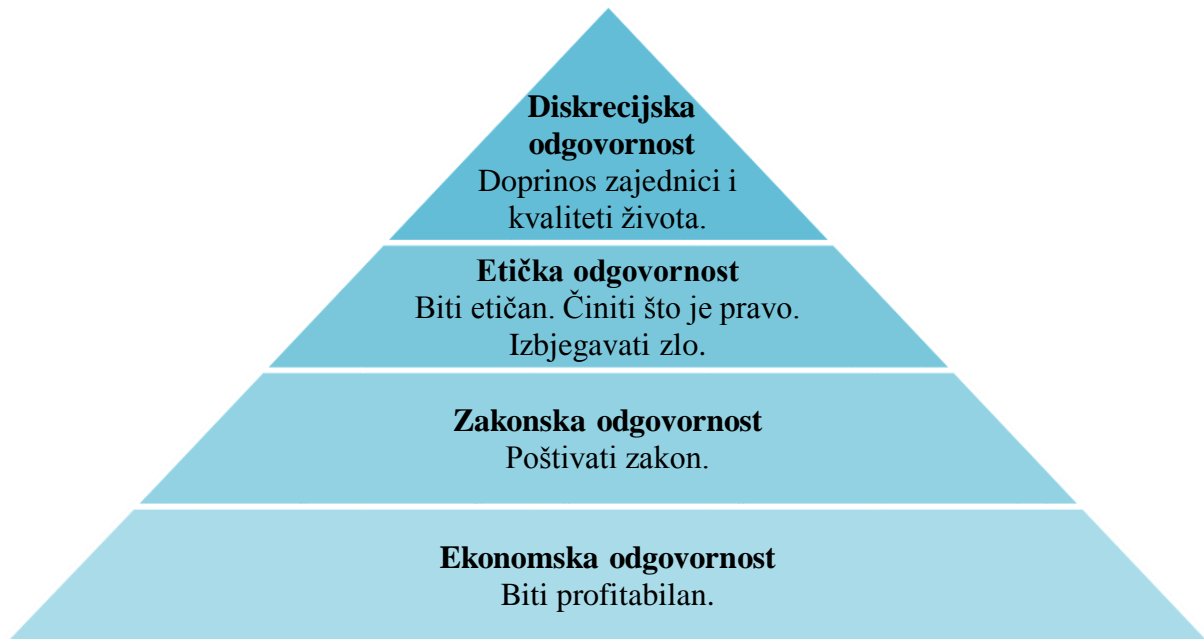 Diskrecijska
odgovornost
Doprinos zajednici i
kvaliteti života.
Etička odgovornost
Biti etičan. Činiti što je pravo.
Izbjegavati zlo.
Zakonska odgovornost
Poštivati zakon.
Ekonomska odgovornost
Biti profitabilan.